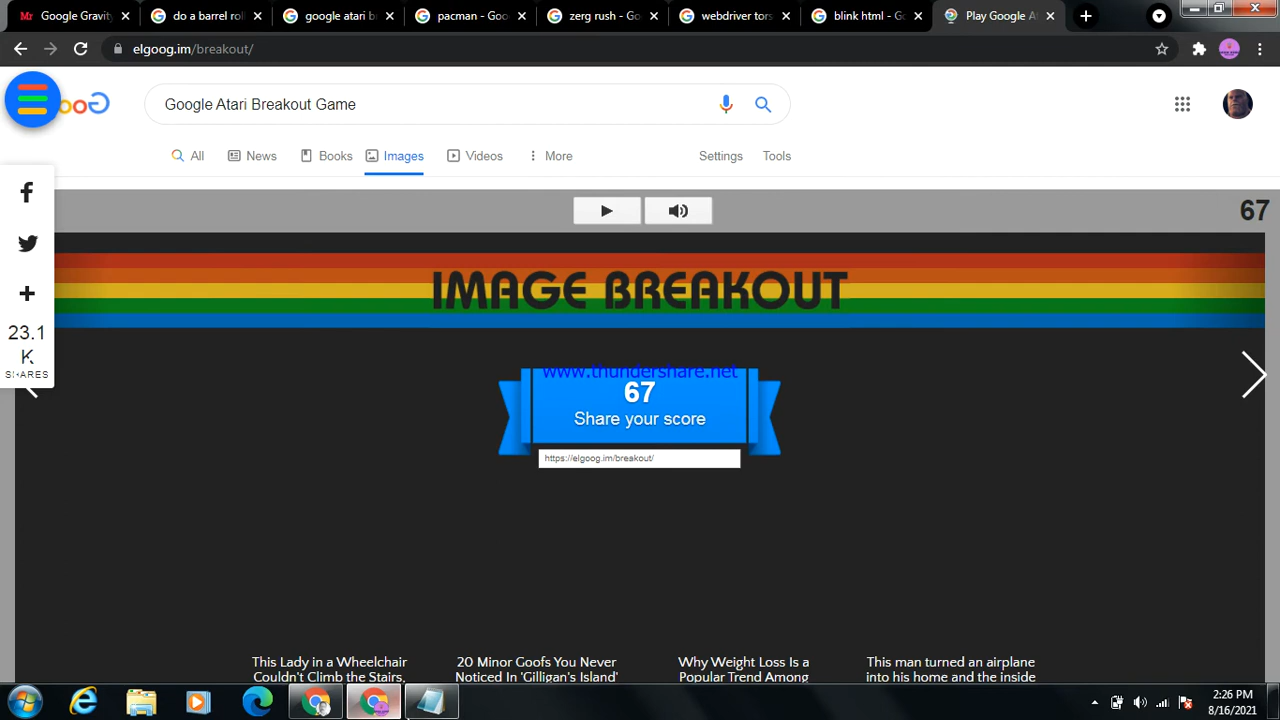 Google Gravity
do a barrel rol
google atari br
pacman - Goo
zerg rush - Go
webdriver tors
blink html - Go
Play Google A
elgoog.im/breakout/
Google Atari Breakout Game
All
News
Books
Images
Videos
More
Settings
Tools
67
IMAGE BREAKOUT
23.1
K
SHARES
www.thundershare.net
67
Share your score
https://elgoog.im/breakout/
This Lady in a Wheelchair
Couldn't Climb the Stairs,
20 Minor Goofs You Never
Noticed In 'Gilligan's Island'
Why Weight Loss Is a
Popular Trend Among
This man turned an airplane
into his home and the inside
2:26 PM
8/16/2021